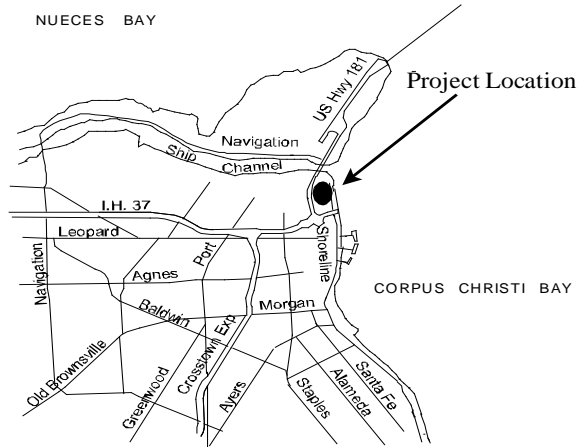 NUECES BAY
US Hwy 181
Project Location
Navigation
Ship Channel
I.H. 37
Leopard
Port
Shoreline
Navigation
Agnes
CORPUS CHRISTI BAY
Baldwin
Morgan
Crosstown Exp
Old Brownsville
Greenwood
Ayers
Staples
Alameda
Santa Fe